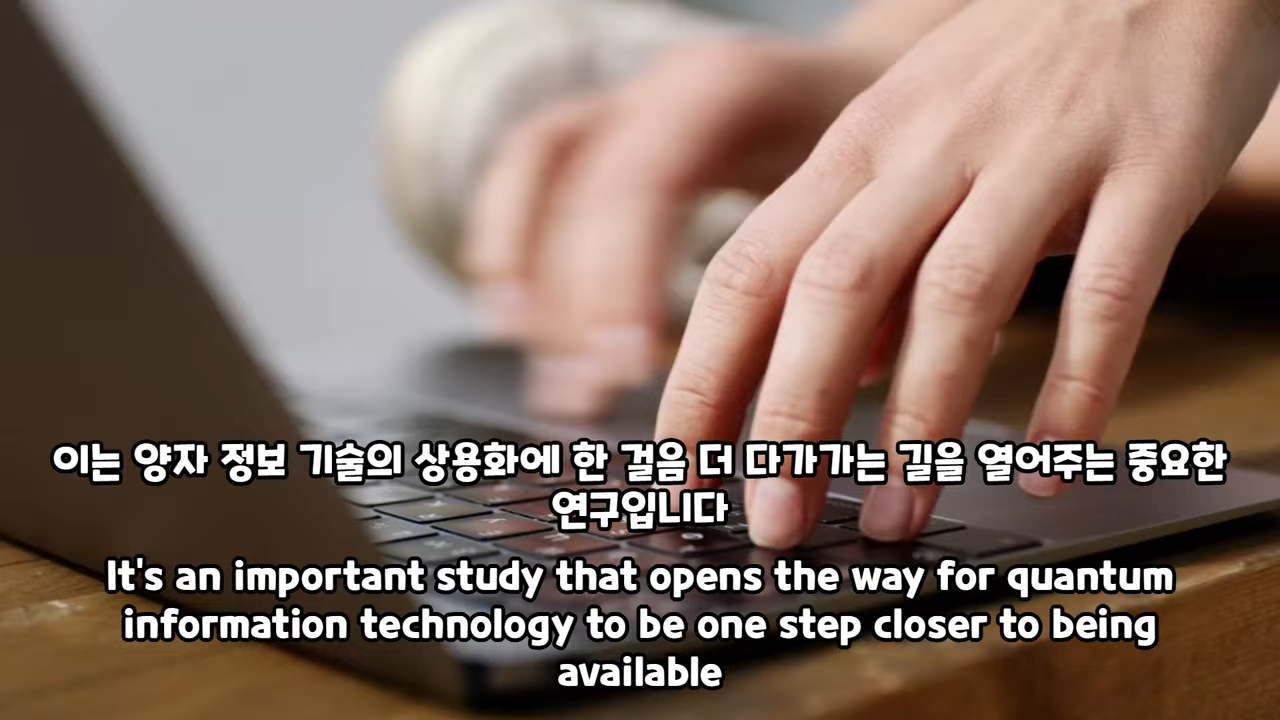 이는 양자 정보 기술의 상용화에 한 걸음 더 다가가는 길을 열어주는 중요한
연구입니다
It's an important study that opens the way for quantum
information technology to be one step closer to being
available